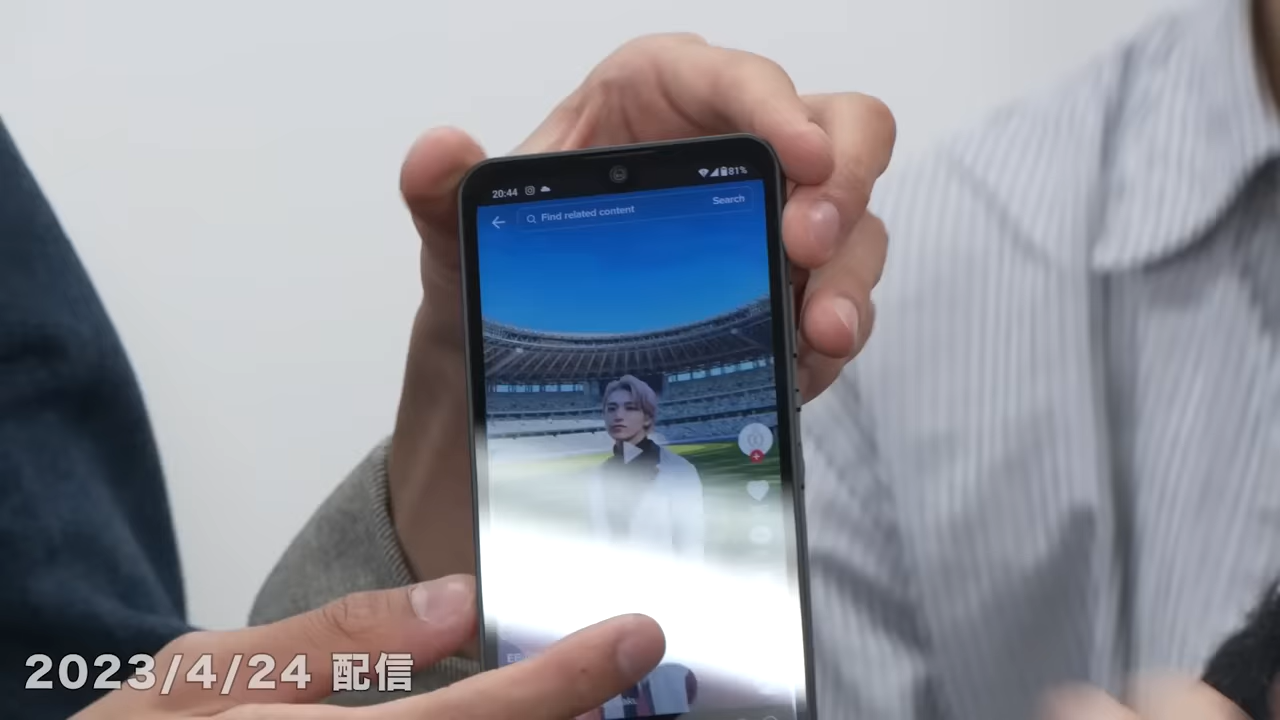 20:44
81%
Find related content
Search
2023/4/24 配信